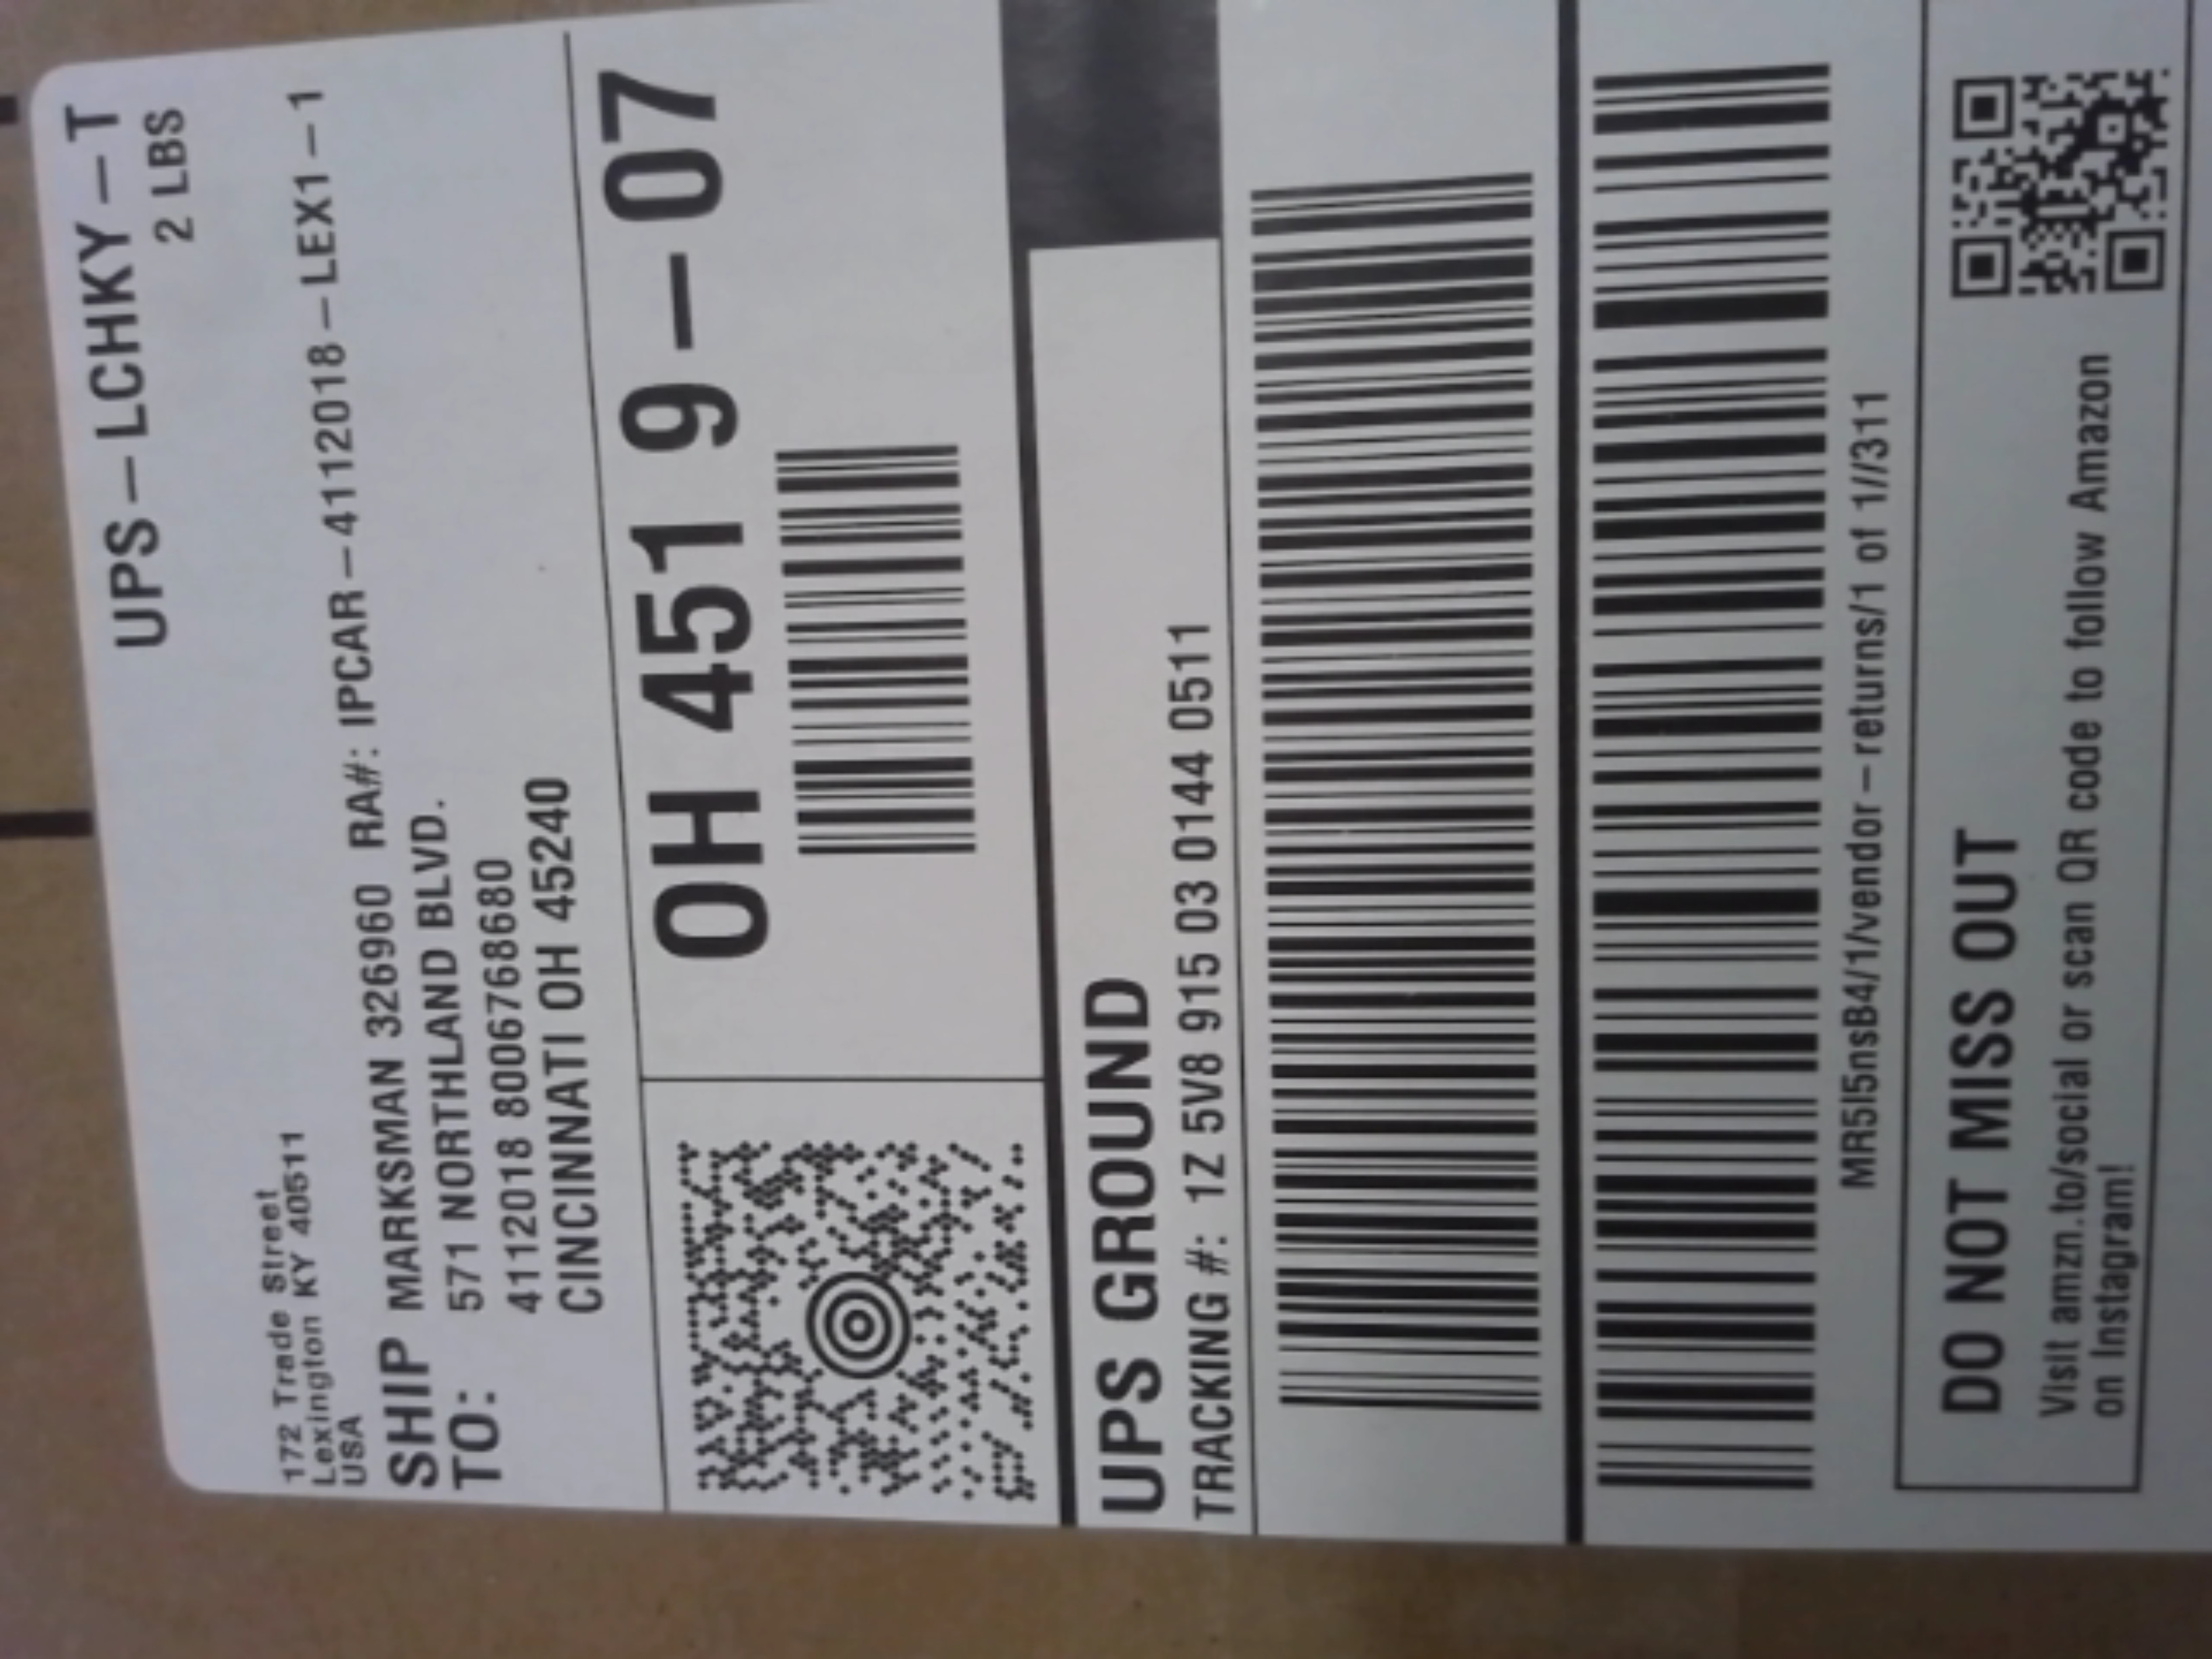 UPS-LCHKY-T
2 LBS
172 Trade Street
Lexington KY 40511
USA
SHIP TO:
MARKSMAN 326960 RA#: IPCAR-41112018-LEX1-1
571 NORTHLAND BLVD.
41112018 8006768680
CINCINNATI OH 45240
OH 451 9-07
UPS GROUND
TRACKING #: 1Z 5V8 915 03 0144 0511
MR5I5nsB4/1/vendor-returns/1 of 1//311
DO NOT MISS OUT
Visit amzn.to/social or scan QR code to follow Amazon
on Instagram!